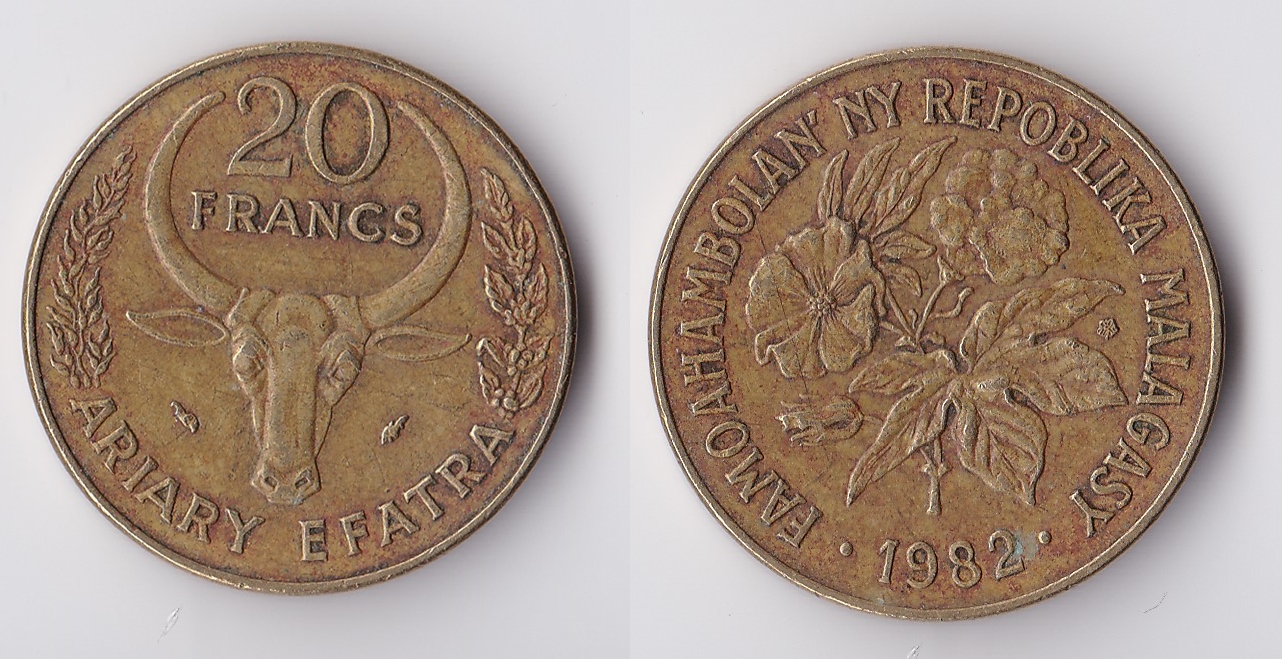 20
FRANCS
ARIARY EFATRA
FAMOAHAMBOLAN' NY REPOBLIKA MALAGASY
· 1982 ·